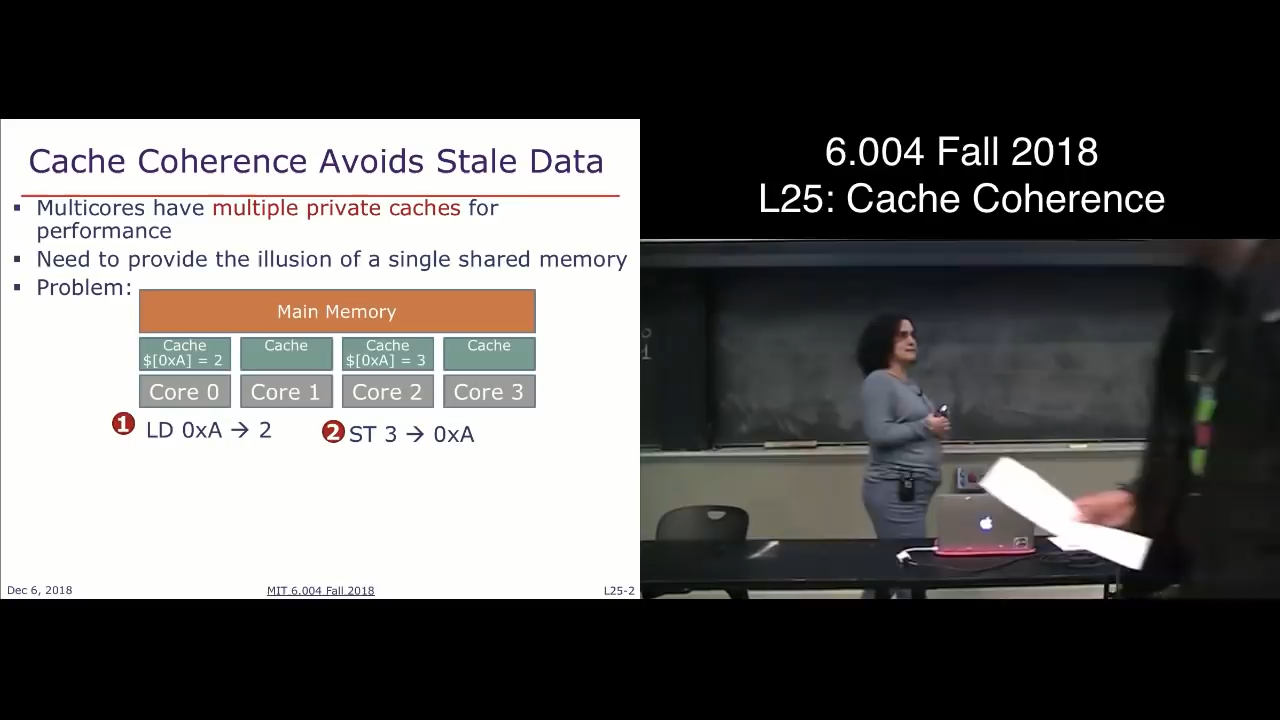 Cache Coherence Avoids Stale Data
▪ Multicores have multiple private caches for
performance
▪ Need to provide the illusion of a single shared memory
▪ Problem:
Main Memory
Cache
$[0xA] = 2
Cache
Cache
$[0xA] = 3
Cache
Core 0
Core 1
Core 2
Core 3
1 LD 0xA → 2
2 ST 3 → 0xA
Dec 6, 2018
MIT 6.004 Fall 2018
L25-2
6.004 Fall 2018
L25: Cache Coherence